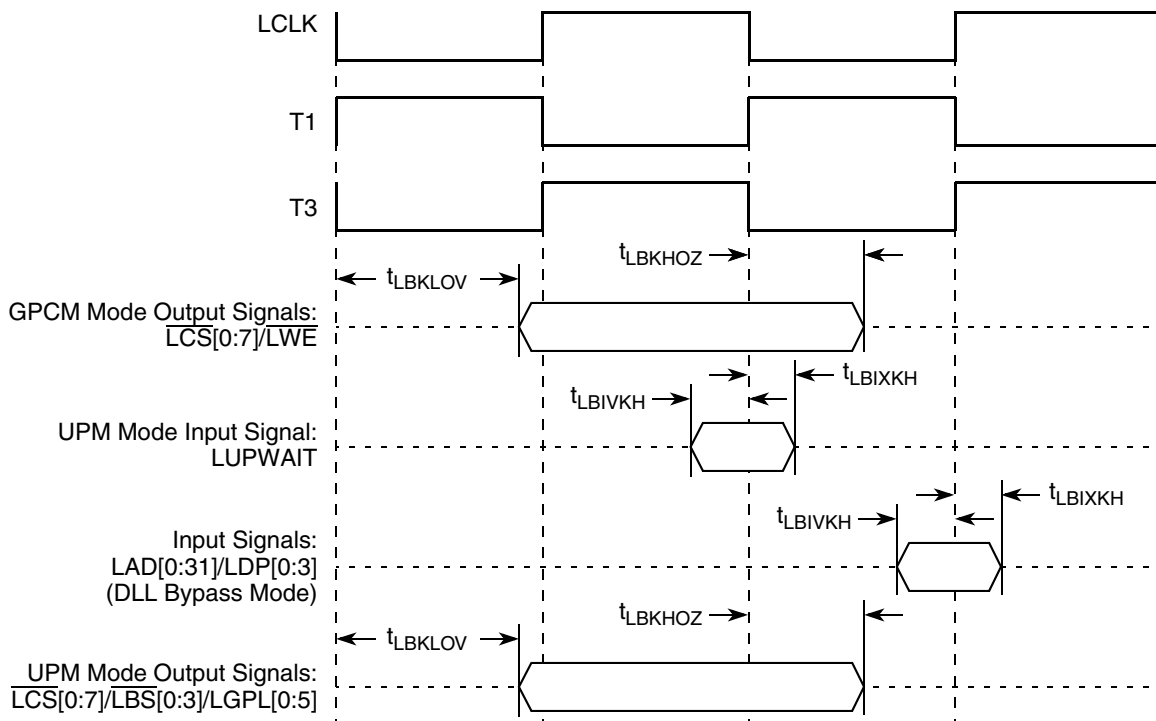 LCLK
T1
T3
tLBKHOZ
tLBKLOV
GPCM Mode Output Signals:
LCS[0:7]/LWE
tLBIXKH
tLBIVKH
UPM Mode Input Signal:
LUPWAIT
tLBIXKH
tLBIVKH
Input Signals:
LAD[0:31]/LDP[0:3]
(DLL Bypass Mode)
tLBKHOZ
tLBKLOV
UPM Mode Output Signals:
LCS[0:7]/LBS[0:3]/LGPL[0:5]